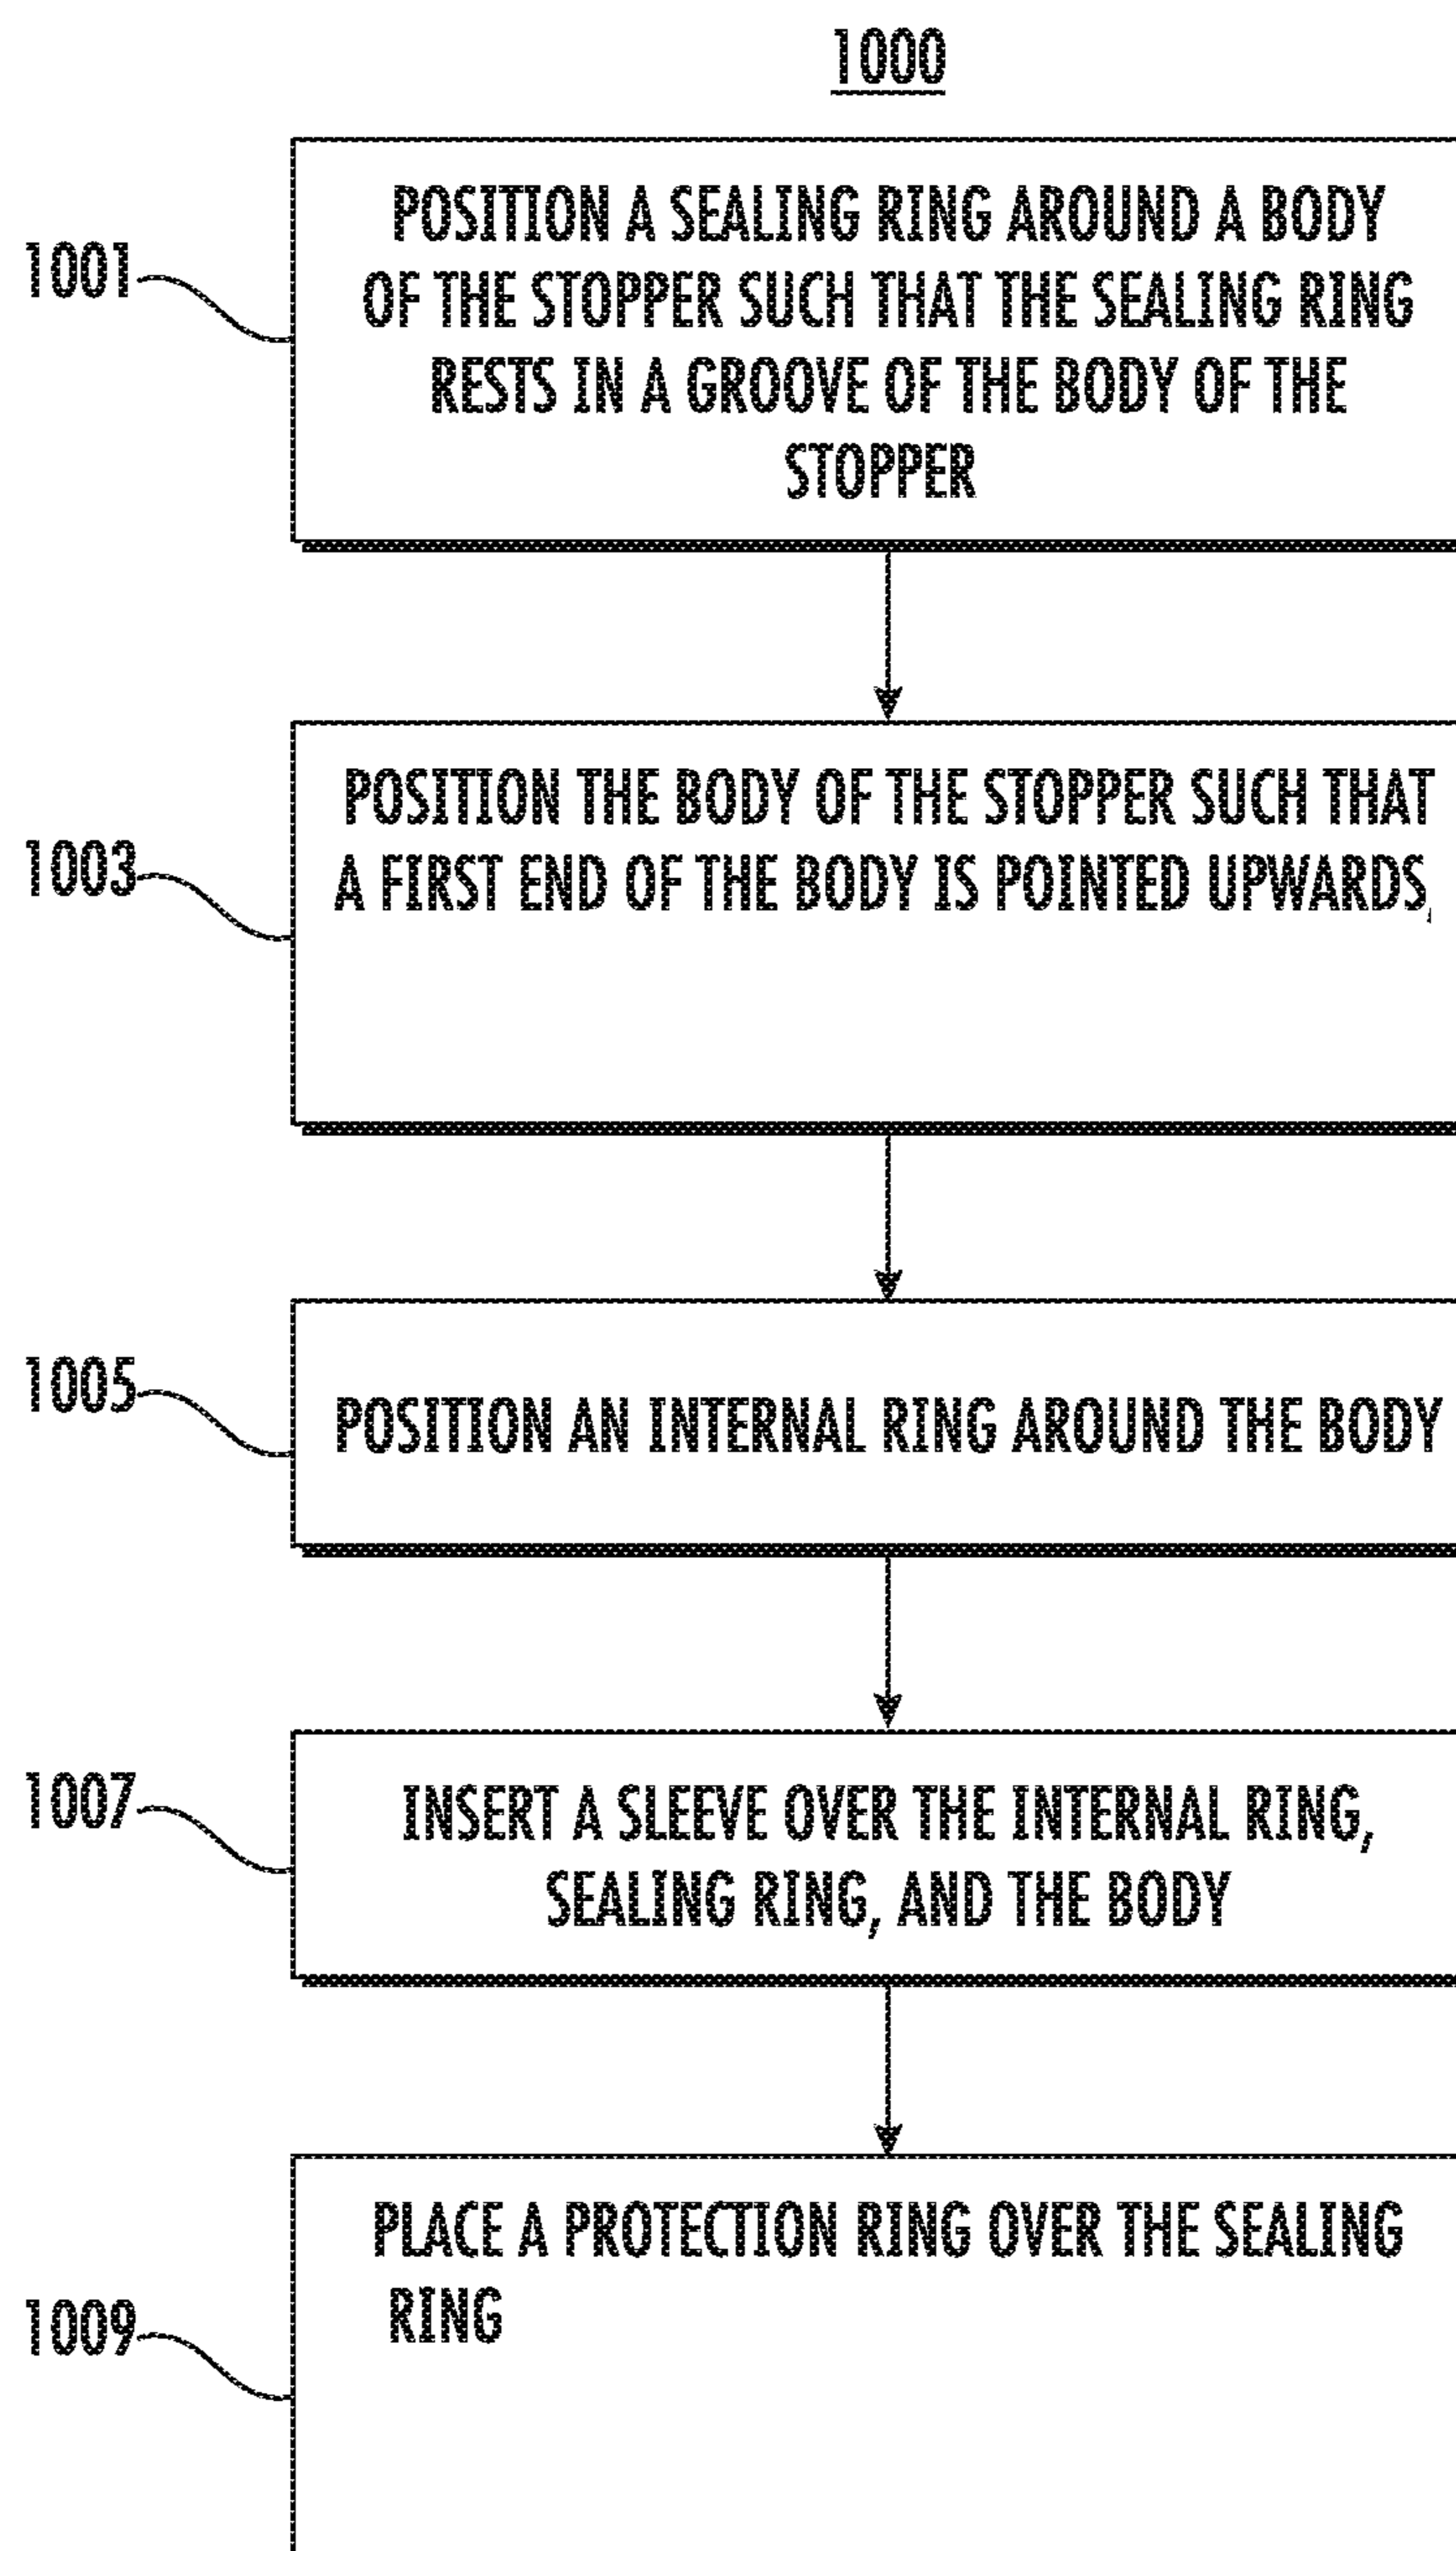 1000
1001
POSITION A SEALING RING AROUND A BODY
OF THE STOPPER SUCH THAT THE SEALING RING
RESTS IN A GROOVE OF THE BODY OF THE
STOPPER
1003
POSITION THE BODY OF THE STOPPER SUCH THAT
A FIRST END OF THE BODY IS POINTED UPWARDS,
1005
POSITION AN INTERNAL RING AROUND THE BODY
1007
INSERT A SLEEVE OVER THE INTERNAL RING,
SEALING RING, AND THE BODY
1009
PLACE A PROTECTION RING OVER THE SEALING
RING